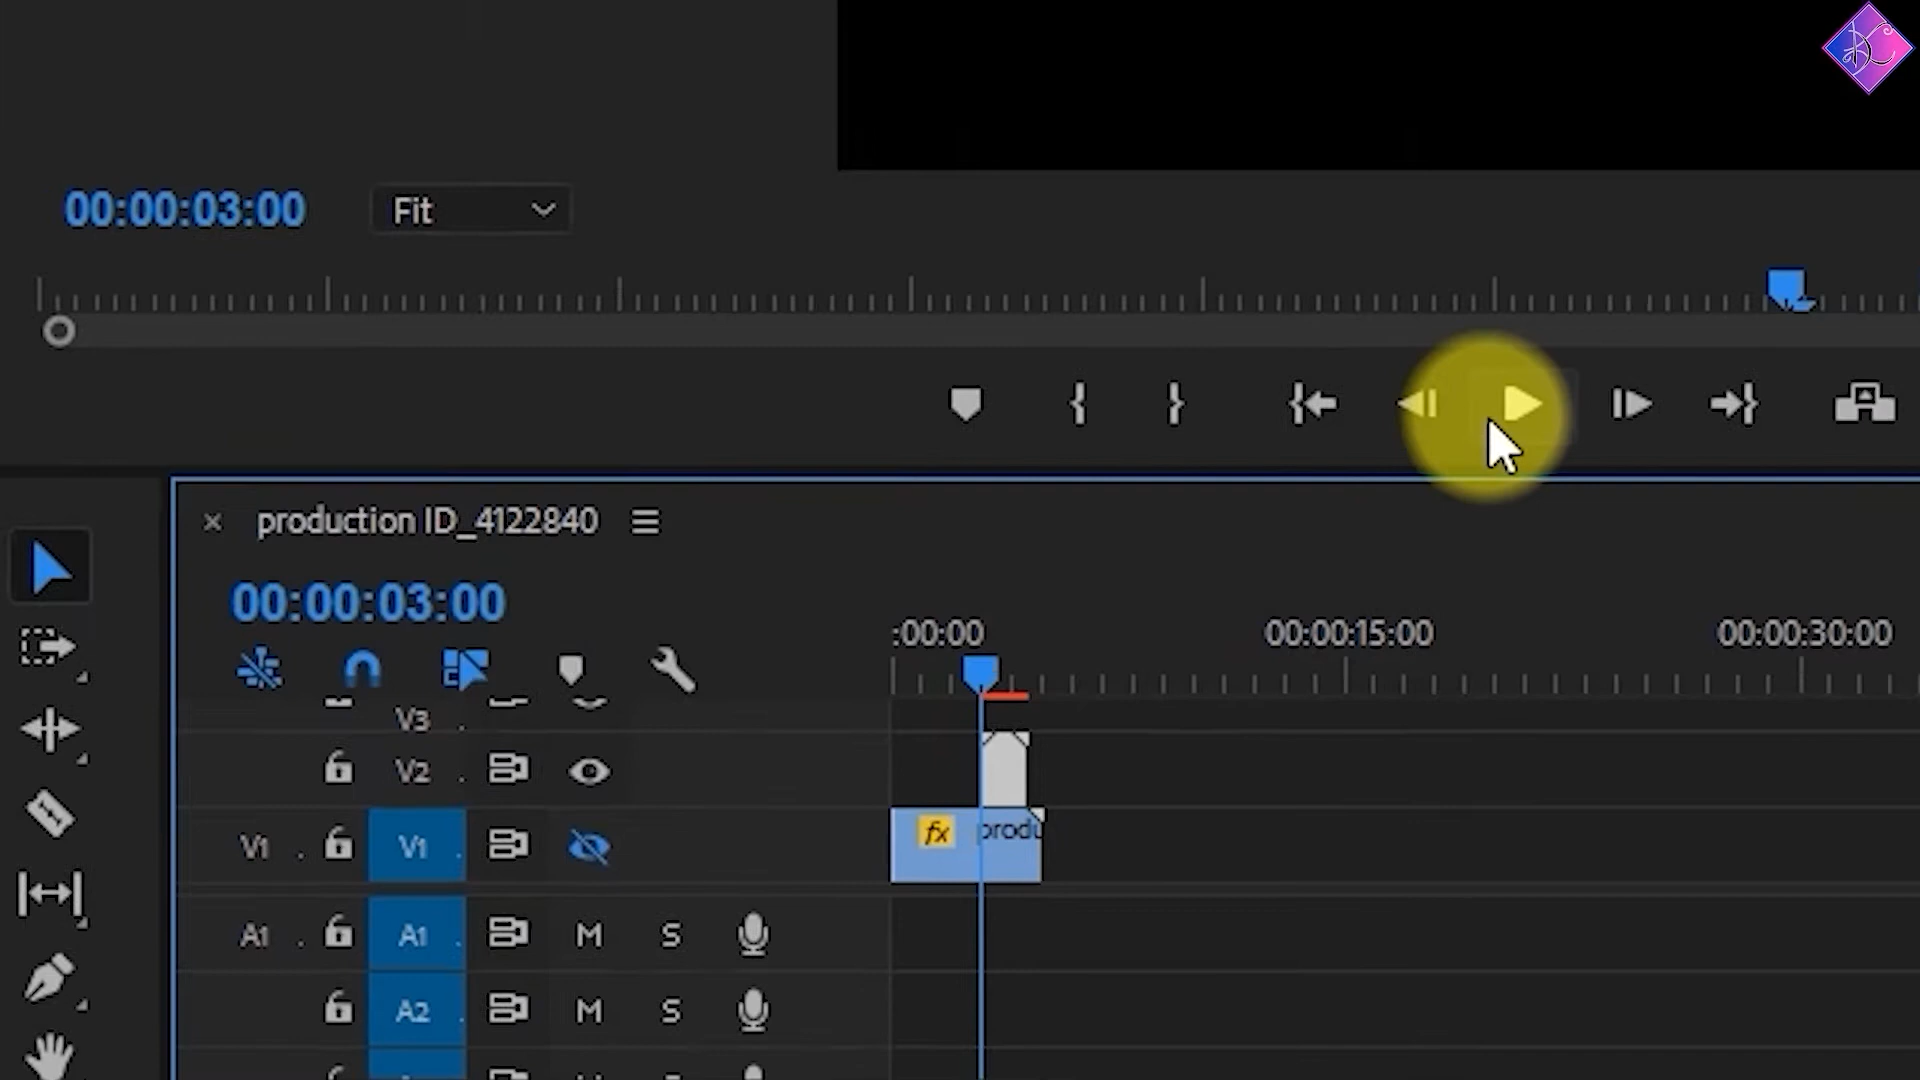 00:00:03:00 Fit
production ID_4122840
00:00:03:00
:00:00 00:00:15:00 00:00:30:00
V3
V2
V1 V1 fx produ
A1 A1 M S
A2 M S